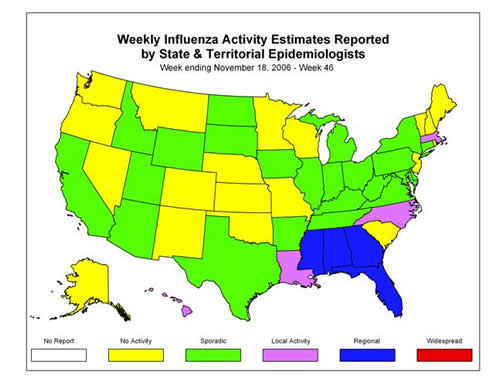 Weekly Influenza Activity Estimates Reported
by State & Territorial Epidemiologists
Week ending November 18, 2006 - Week 46
No Report
No Activity
Sporadic
Local Activity
Regional
Widespread